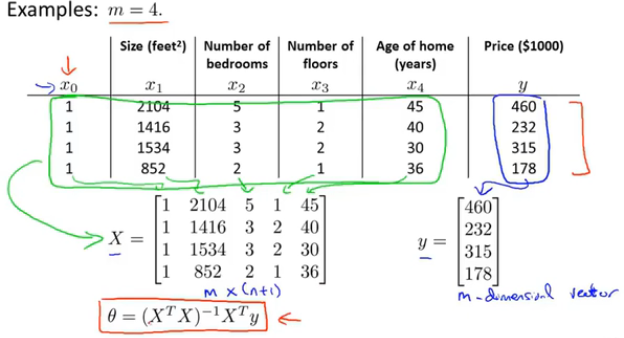 Examples: m = 4.
Size (feet²) Number of bedrooms Number of floors Age of home (years) Price ($1000)
x₀ x₁ x₂ x₃ x₄ y
1 2104 5 1 45 460
1 1416 3 2 40 232
1 1534 3 2 30 315
1 852 2 1 36 178
X = [1 2104 5 1 45
1 1416 3 2 40
1 1534 3 2 30
1 852 2 1 36]
y = [460
232
315
178]
m × (n+1)
m-dimensional vector
θ = (XᵀX)⁻¹Xᵀy